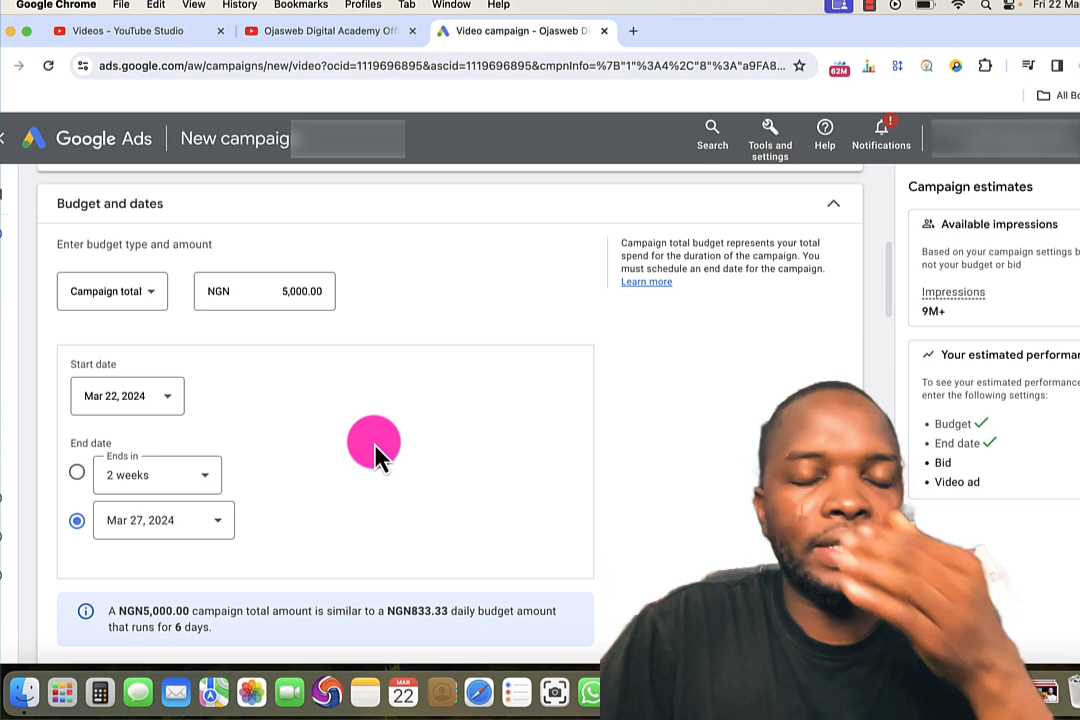 Google Chrome File Edit View History Bookmarks Profiles Tab Window Help Fri 22 Ma
Videos - YouTube Studio Ojasweb Digital Academy Off Video campaign - Ojasweb Di
ads.google.com/aw/campaigns/new/video?ocid=1119696895&ascid=1119696895&cmpnInfo=%7B"1"%3A4%2C"8"%3A"a9FA8...
62M
All Bo
Google Ads New campaig
Search Tools and settings Help Notifications
Budget and dates
Enter budget type and amount
Campaign total NGN 5,000.00
Campaign total budget represents your total
spend for the duration of the campaign. You
must schedule an end date for the campaign.
Learn more
Start date
Mar 22, 2024
End date
Ends in
2 weeks
Mar 27, 2024
A NGN5,000.00 campaign total amount is similar to a NGN833.33 daily budget amount
that runs for 6 days.
Campaign estimates
Available impressions
Based on your campaign settings b
not your budget or bid
Impressions
9M+
Your estimated performa
To see your estimated performance
enter the following settings:
• Budget
• End date
• Bid
• Video ad
MAR
22